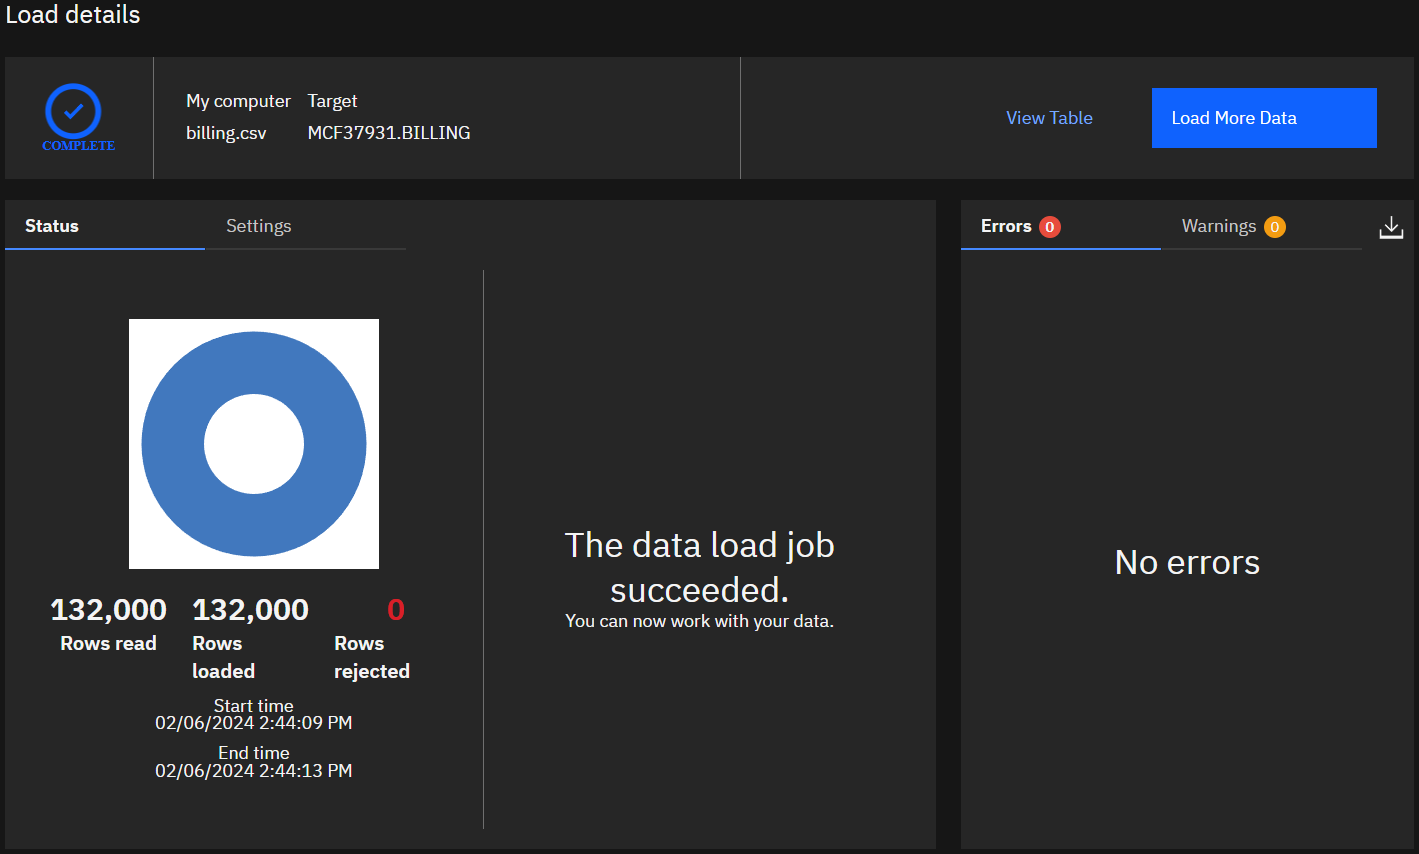 Load details
COMPLETE
My computer Target
billing.csv MCF37931.BILLING
View Table
Load More Data
Status
Settings
Errors 0
Warnings 0
132,000
Rows read
132,000
Rows
loaded
0
Rows
rejected
Start time
02/06/2024 2:44:09 PM
End time
02/06/2024 2:44:13 PM
The data load job
succeeded.
You can now work with your data.
No errors